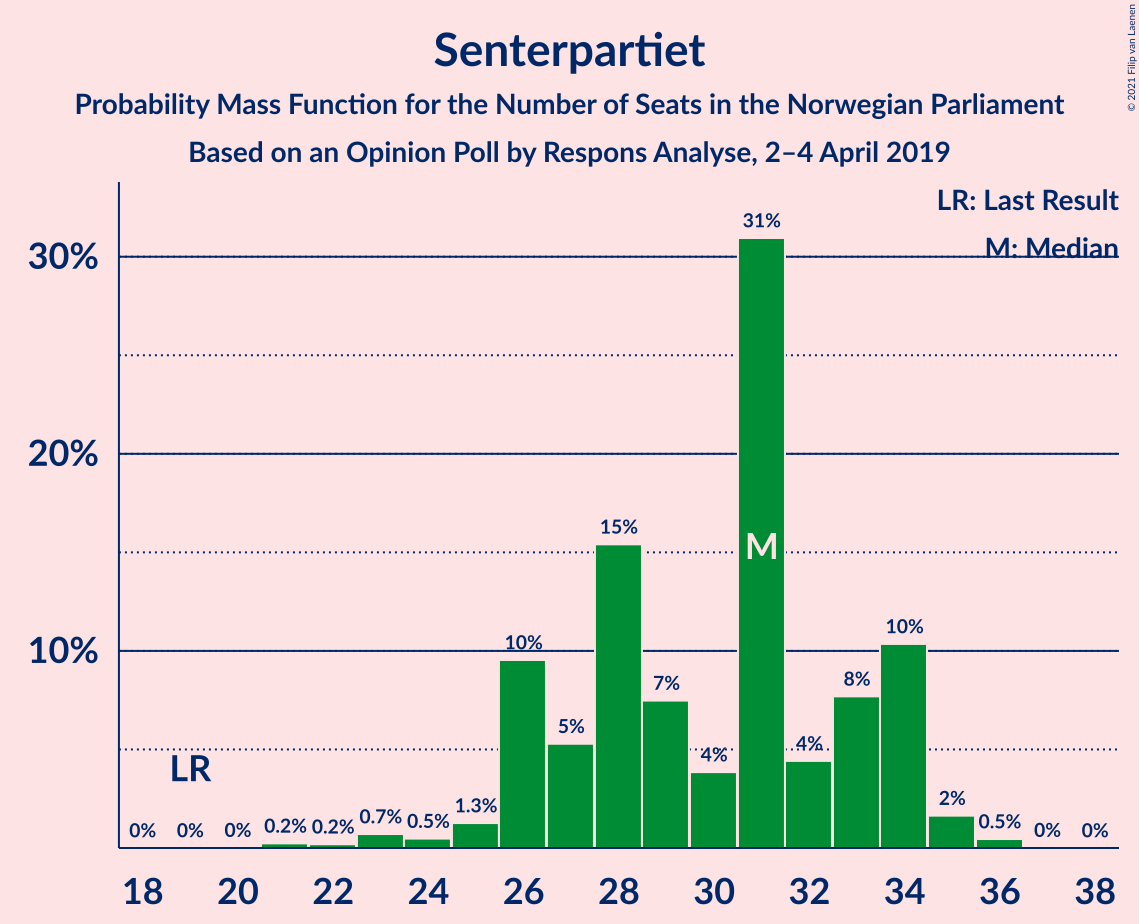 Senterpartiet
Probability Mass Function for the Number of Seats in the Norwegian Parliament
Based on an Opinion Poll by Respons Analyse, 2–4 April 2019
© 2021 Filip van Laenen
LR: Last Result
M: Median
30%
20%
10%
31%
15%
M
10%
10%
8%
7%
5%
4%
4%
LR
2%
1.3%
0% 0% 0% 0.2% 0.2% 0.7% 0.5%
0.5% 0% 0%
18 20 22 24 26 28 30 32 34 36 38